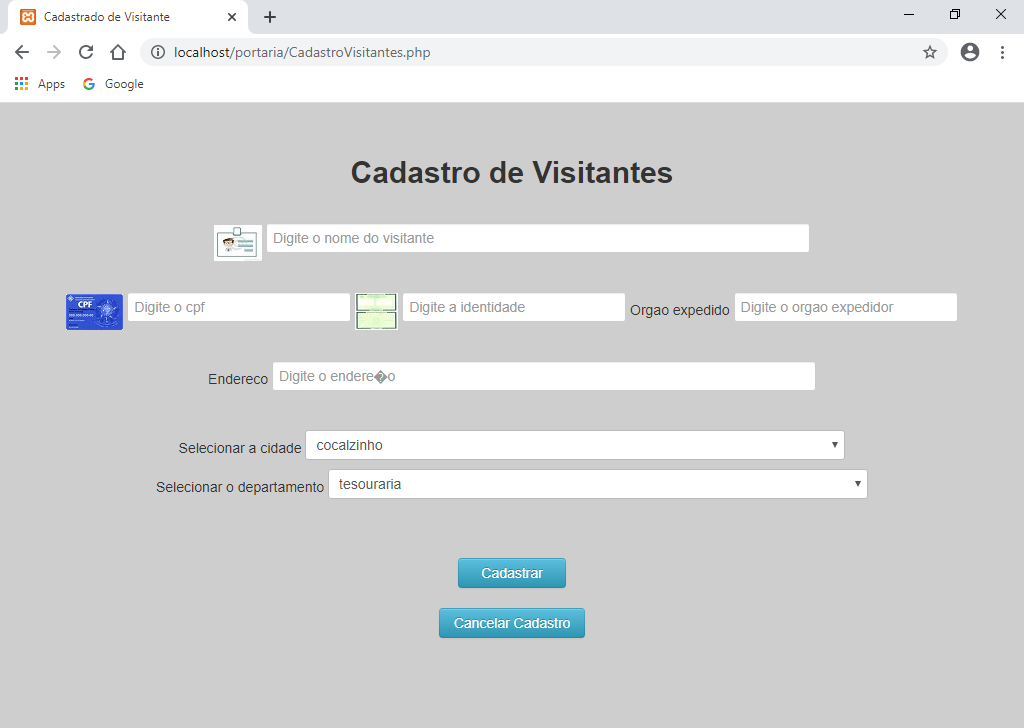 Cadastrado de Visitante
localhost/portaria/CadastroVisitantes.php
Apps Google
Cadastro de Visitantes
Digite o nome do visitante
CPF Digite o cpf Digite a identidade Orgao expedido Digite o orgao expedidor
Endereco Digite o endere�o
Selecionar a cidade cocalzinho
Selecionar o departamento tesouraria
Cadastrar
Cancelar Cadastro